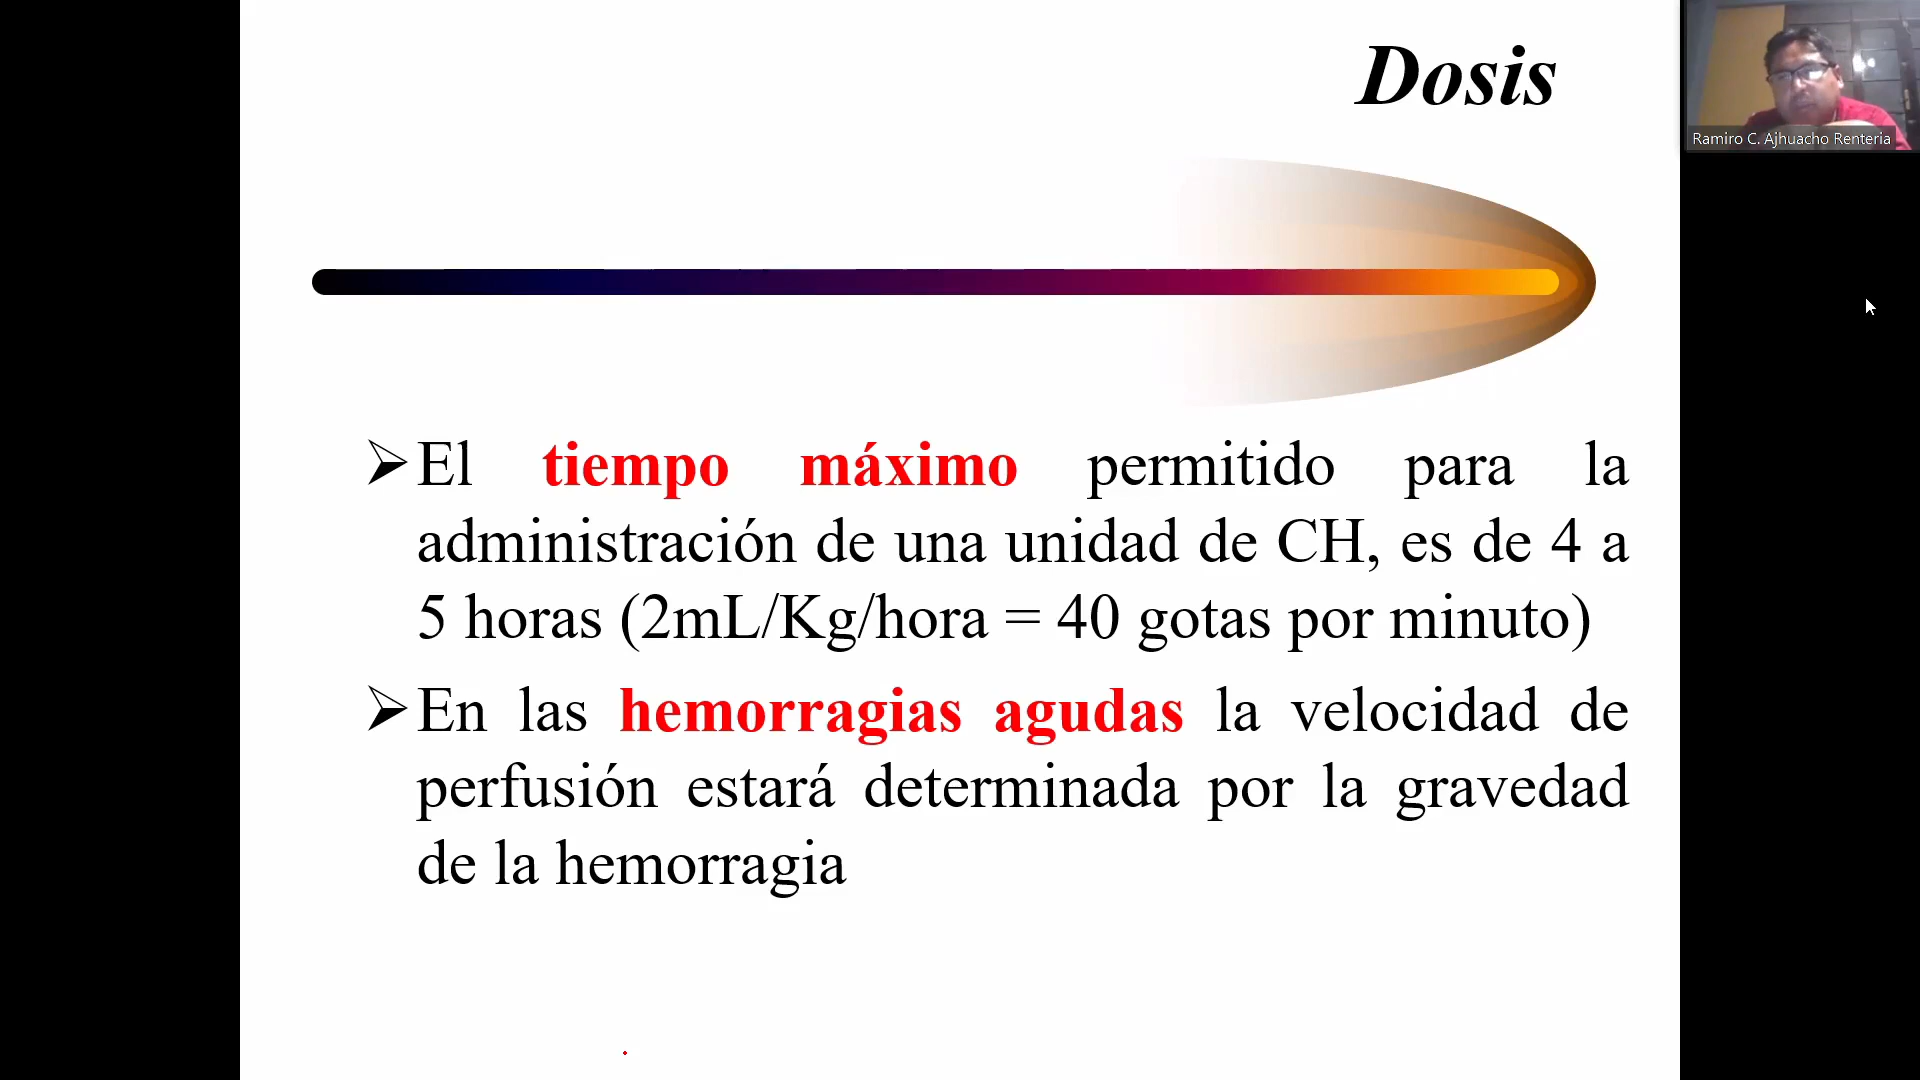 Dosis
Ramiro C. Ajhuacho Renteria
El tiempo máximo permitido para la
administración de una unidad de CH, es de 4 a
5 horas (2mL/Kg/hora = 40 gotas por minuto)
En las hemorragias agudas la velocidad de
perfusión estará determinada por la gravedad
de la hemorragia